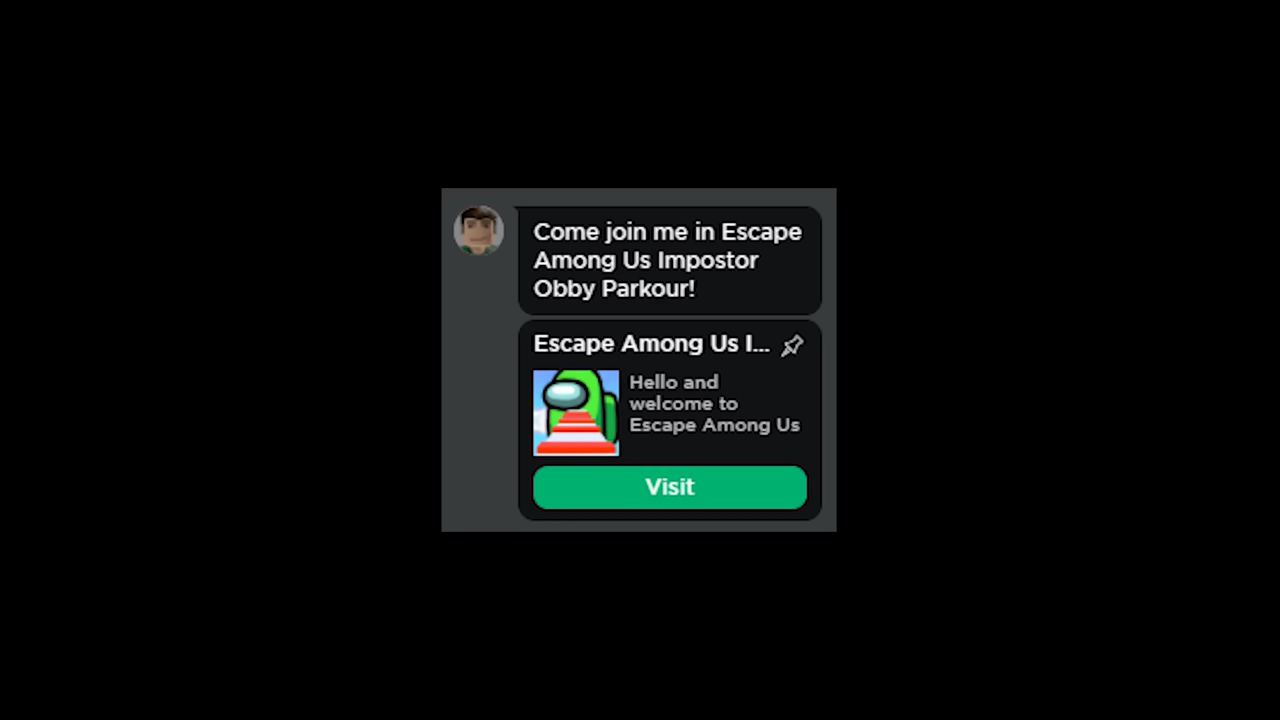 Come join me in Escape
Among Us Impostor
Obby Parkour!
Escape Among Us I...
Hello and
welcome to
Escape Among Us
Visit